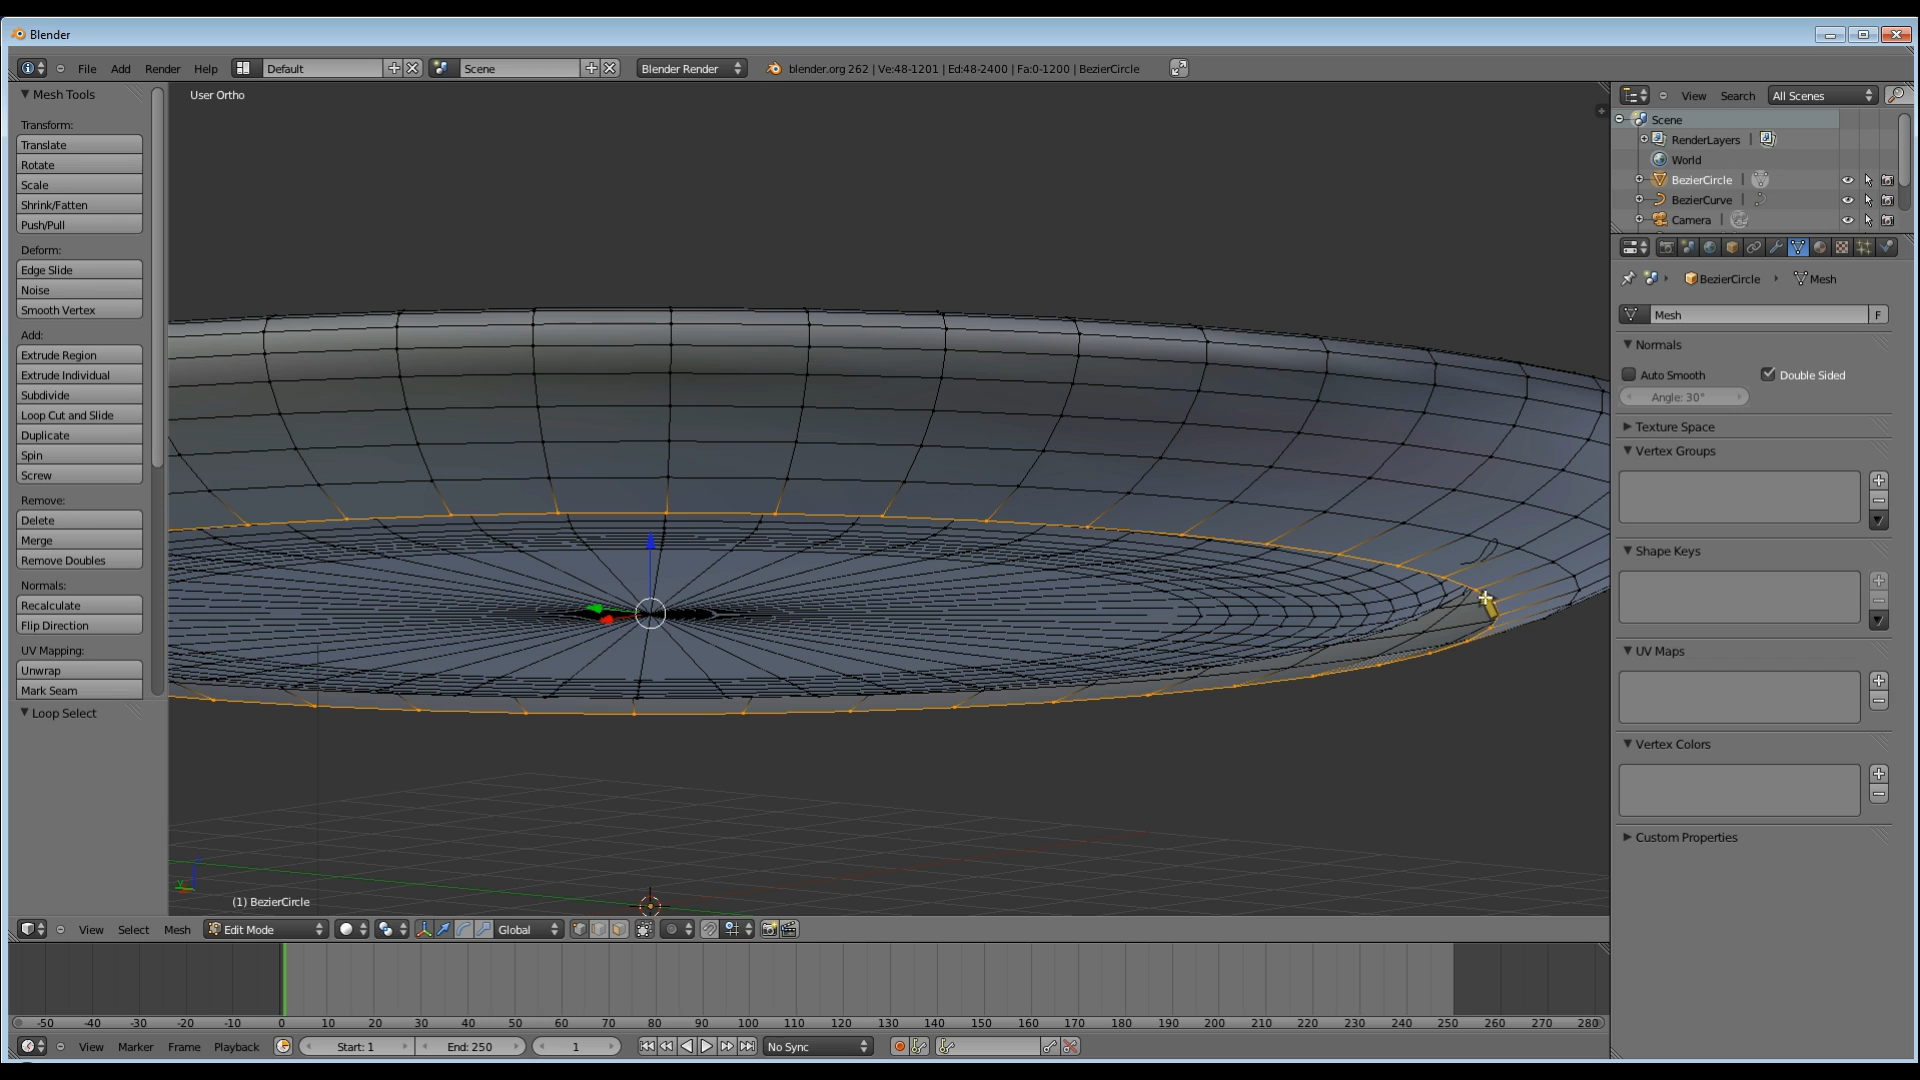 Blender
File Add Render Help Default Scene Blender Render blender.org 262 | Ve:48-1201 | Ed:48-2400 | Fa:0-1200 | BezierCircle
Mesh Tools
Transform:
Translate
Rotate
Scale
Shrink/Fatten
Push/Pull
Deform:
Edge Slide
Noise
Smooth Vertex
Add:
Extrude Region
Extrude Individual
Subdivide
Loop Cut and Slide
Duplicate
Spin
Screw
Remove:
Delete
Merge
Remove Doubles
Normals:
Recalculate
Flip Direction
UV Mapping:
Unwrap
Mark Seam
Loop Select
User Ortho
(1) BezierCircle
View Select Mesh Edit Mode Global
-50 -40 -30 -20 -10 0 10 20 30 40 50 60 70 80 90 100 110 120 130 140 150 160 170 180 190 200 210 220 230 240 250 260 270 280
View Marker Frame Playback Start: 1 End: 250 1 No Sync
View Search All Scenes
Scene
RenderLayers |
World
BezierCircle |
BezierCurve |
Camera |
BezierCircle Mesh
Mesh F
Normals
Auto Smooth Double Sided
Angle: 30°
Texture Space
Vertex Groups
Shape Keys
UV Maps
Vertex Colors
Custom Properties